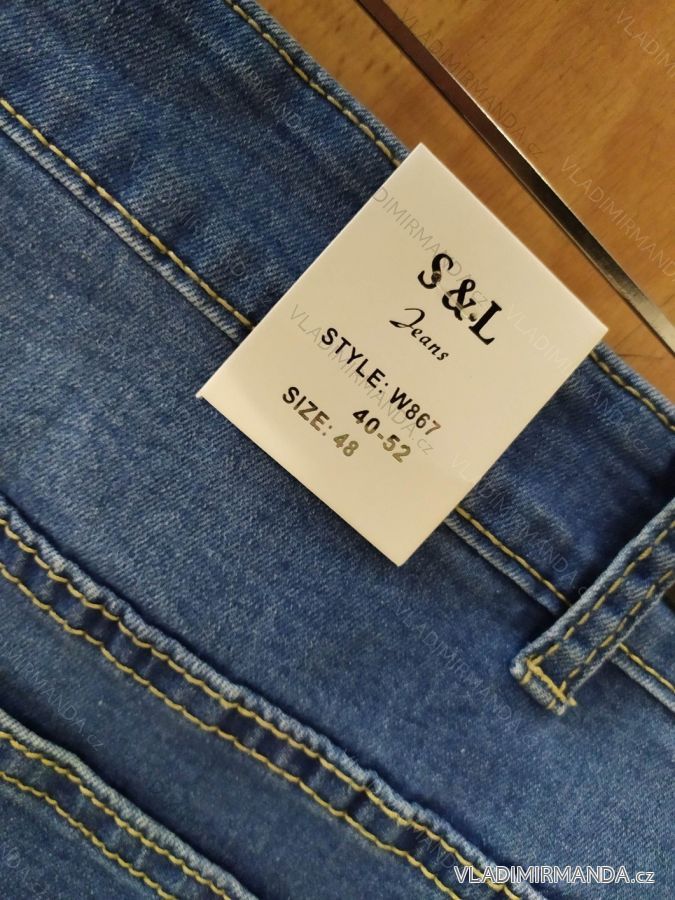 S&L
Jeans
STYLE: W867
40-52
SIZE: 48
VLADIMIRMANDA.cz